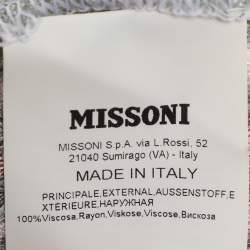 MISSONI
MISSONI S.p.A. via L.Rossi, 52
21040 Sumirago (VA) - Italy
MADE IN ITALY
PRINCIPALE,EXTERNAL,AUSSENSTOFF,E
XTÉRIEURE,НАРУЖНАЯ
100%Viscosa,Rayon,Viskose,Viscose,Вискоза